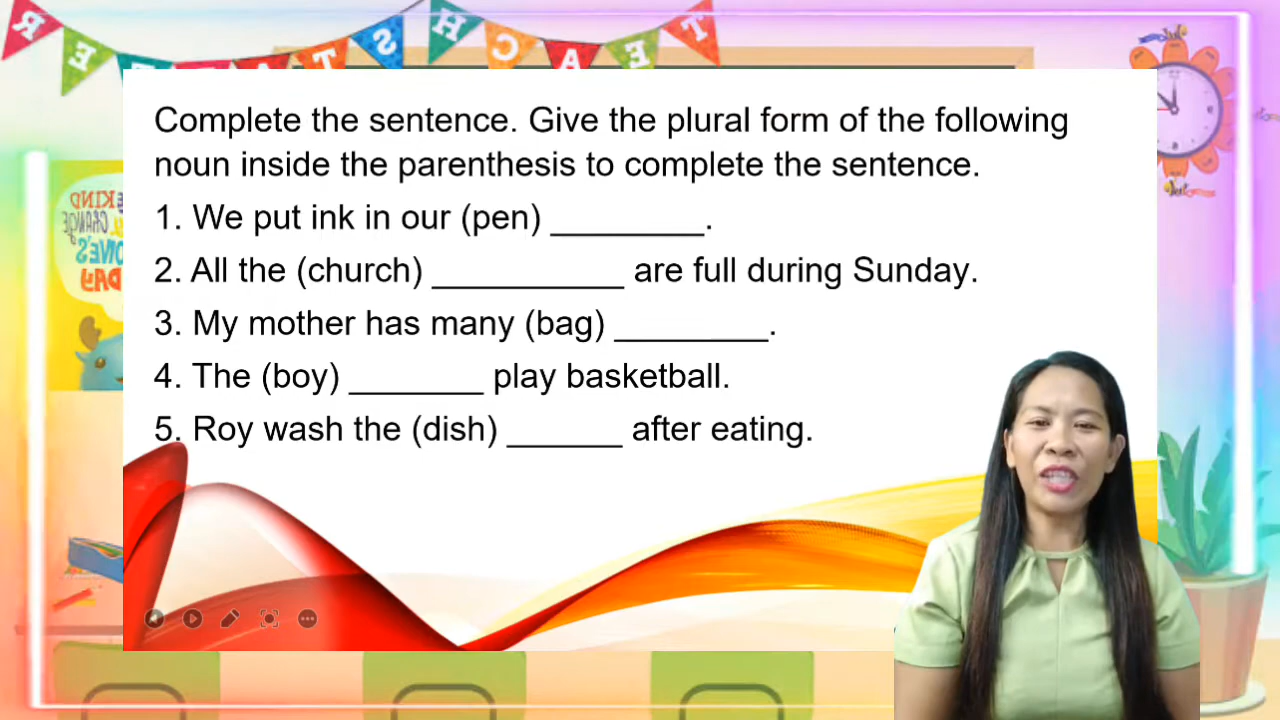 Complete the sentence. Give the plural form of the following
noun inside the parenthesis to complete the sentence.
1. We put ink in our (pen) ________.
2. All the (church) __________ are full during Sunday.
3. My mother has many (bag) ________.
4. The (boy) _______ play basketball.
5. Roy wash the (dish) ______ after eating.